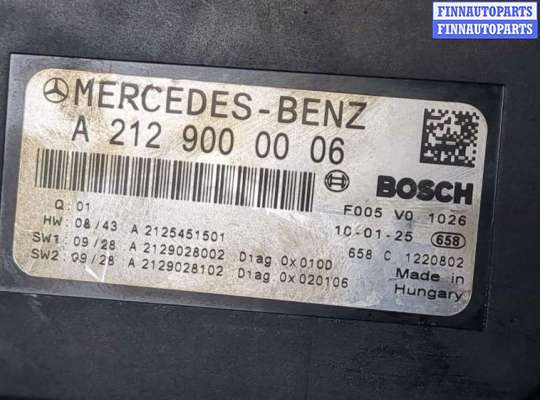 FINNAUTOPARTS
FINNAUTOPARTS
MERCEDES-BENZ
A 212 900 00 06
BOSCH
Q: 01
F005 V0 1026
HW: 08/43 A 2125451501
10-01-25 658
SW1: 09/28 A 2129028002 Diag 0x010D
658 C 1220802
SW2: 09/28 A 2129028102 Diag 0x020106
Made in
Hungary